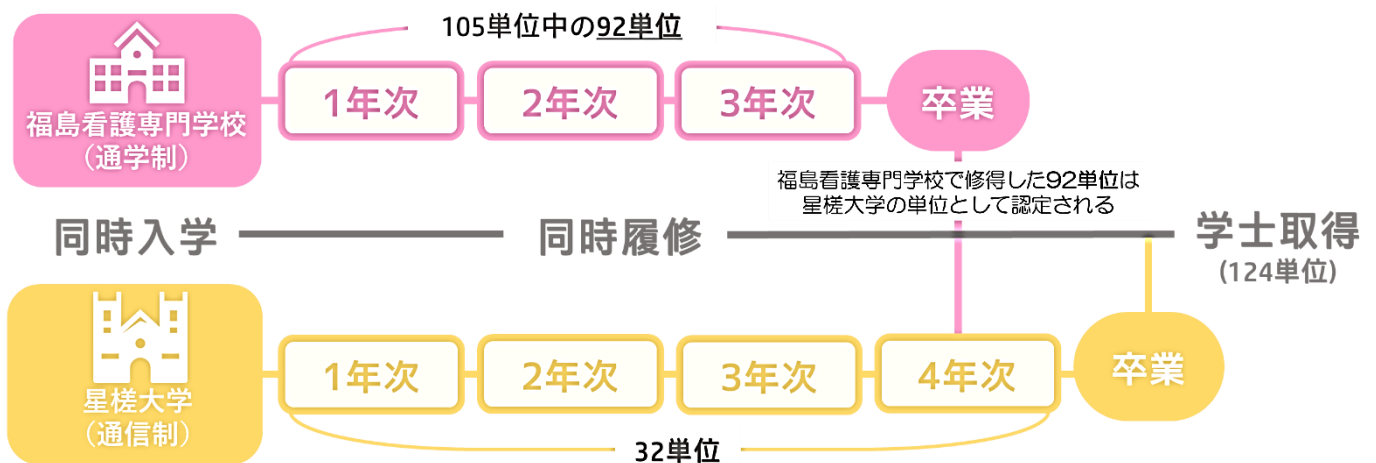 105単位中の92単位
福島看護専門学校
（通学制）
1年次
2年次
3年次
卒業
福島看護専門学校で修得した92単位は
星槎大学の単位として認定される
同時入学
同時履修
学士取得
(124単位)
星槎大学
（通信制）
1年次
2年次
3年次
4年次
卒業
32単位